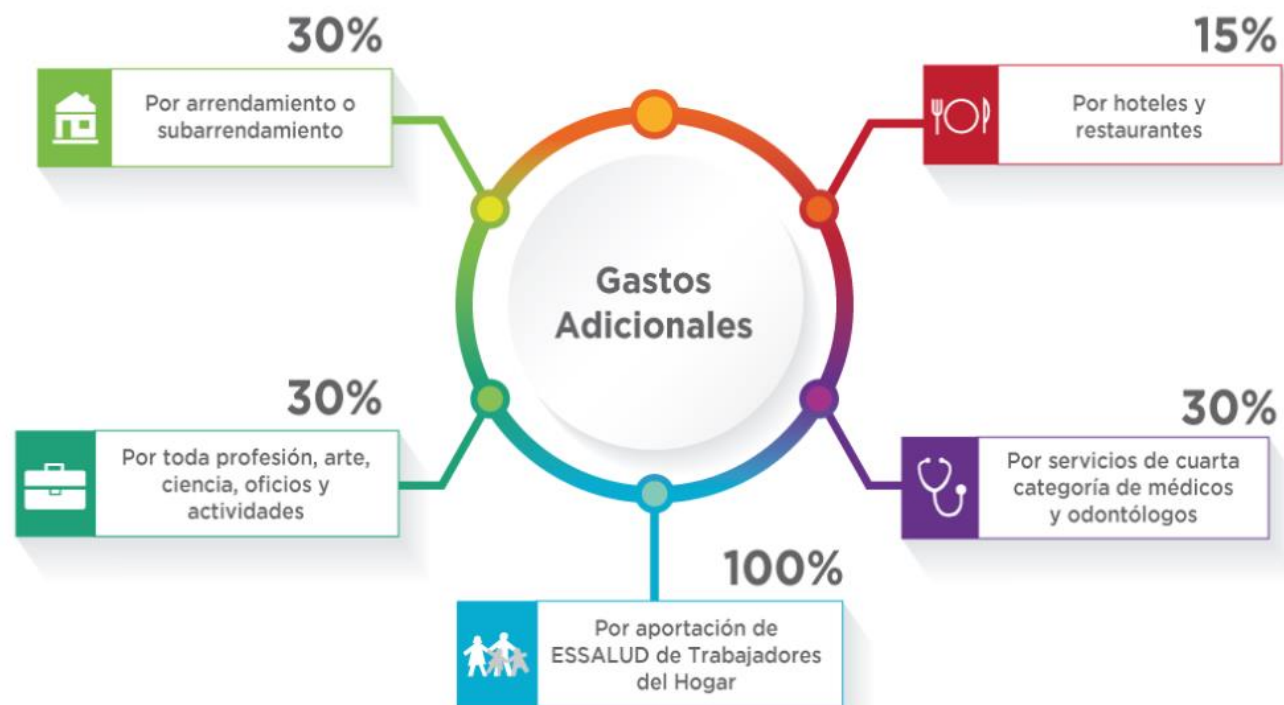 30%
Por arrendamiento o
subarrendamiento
15%
Por hoteles y
restaurantes
Gastos
Adicionales
30%
Por toda profesión, arte,
ciencia, oficios y
actividades
30%
Por servicios de cuarta
categoría de médicos
y odontólogos
100%
Por aportación de
ESSALUD de Trabajadores
del Hogar